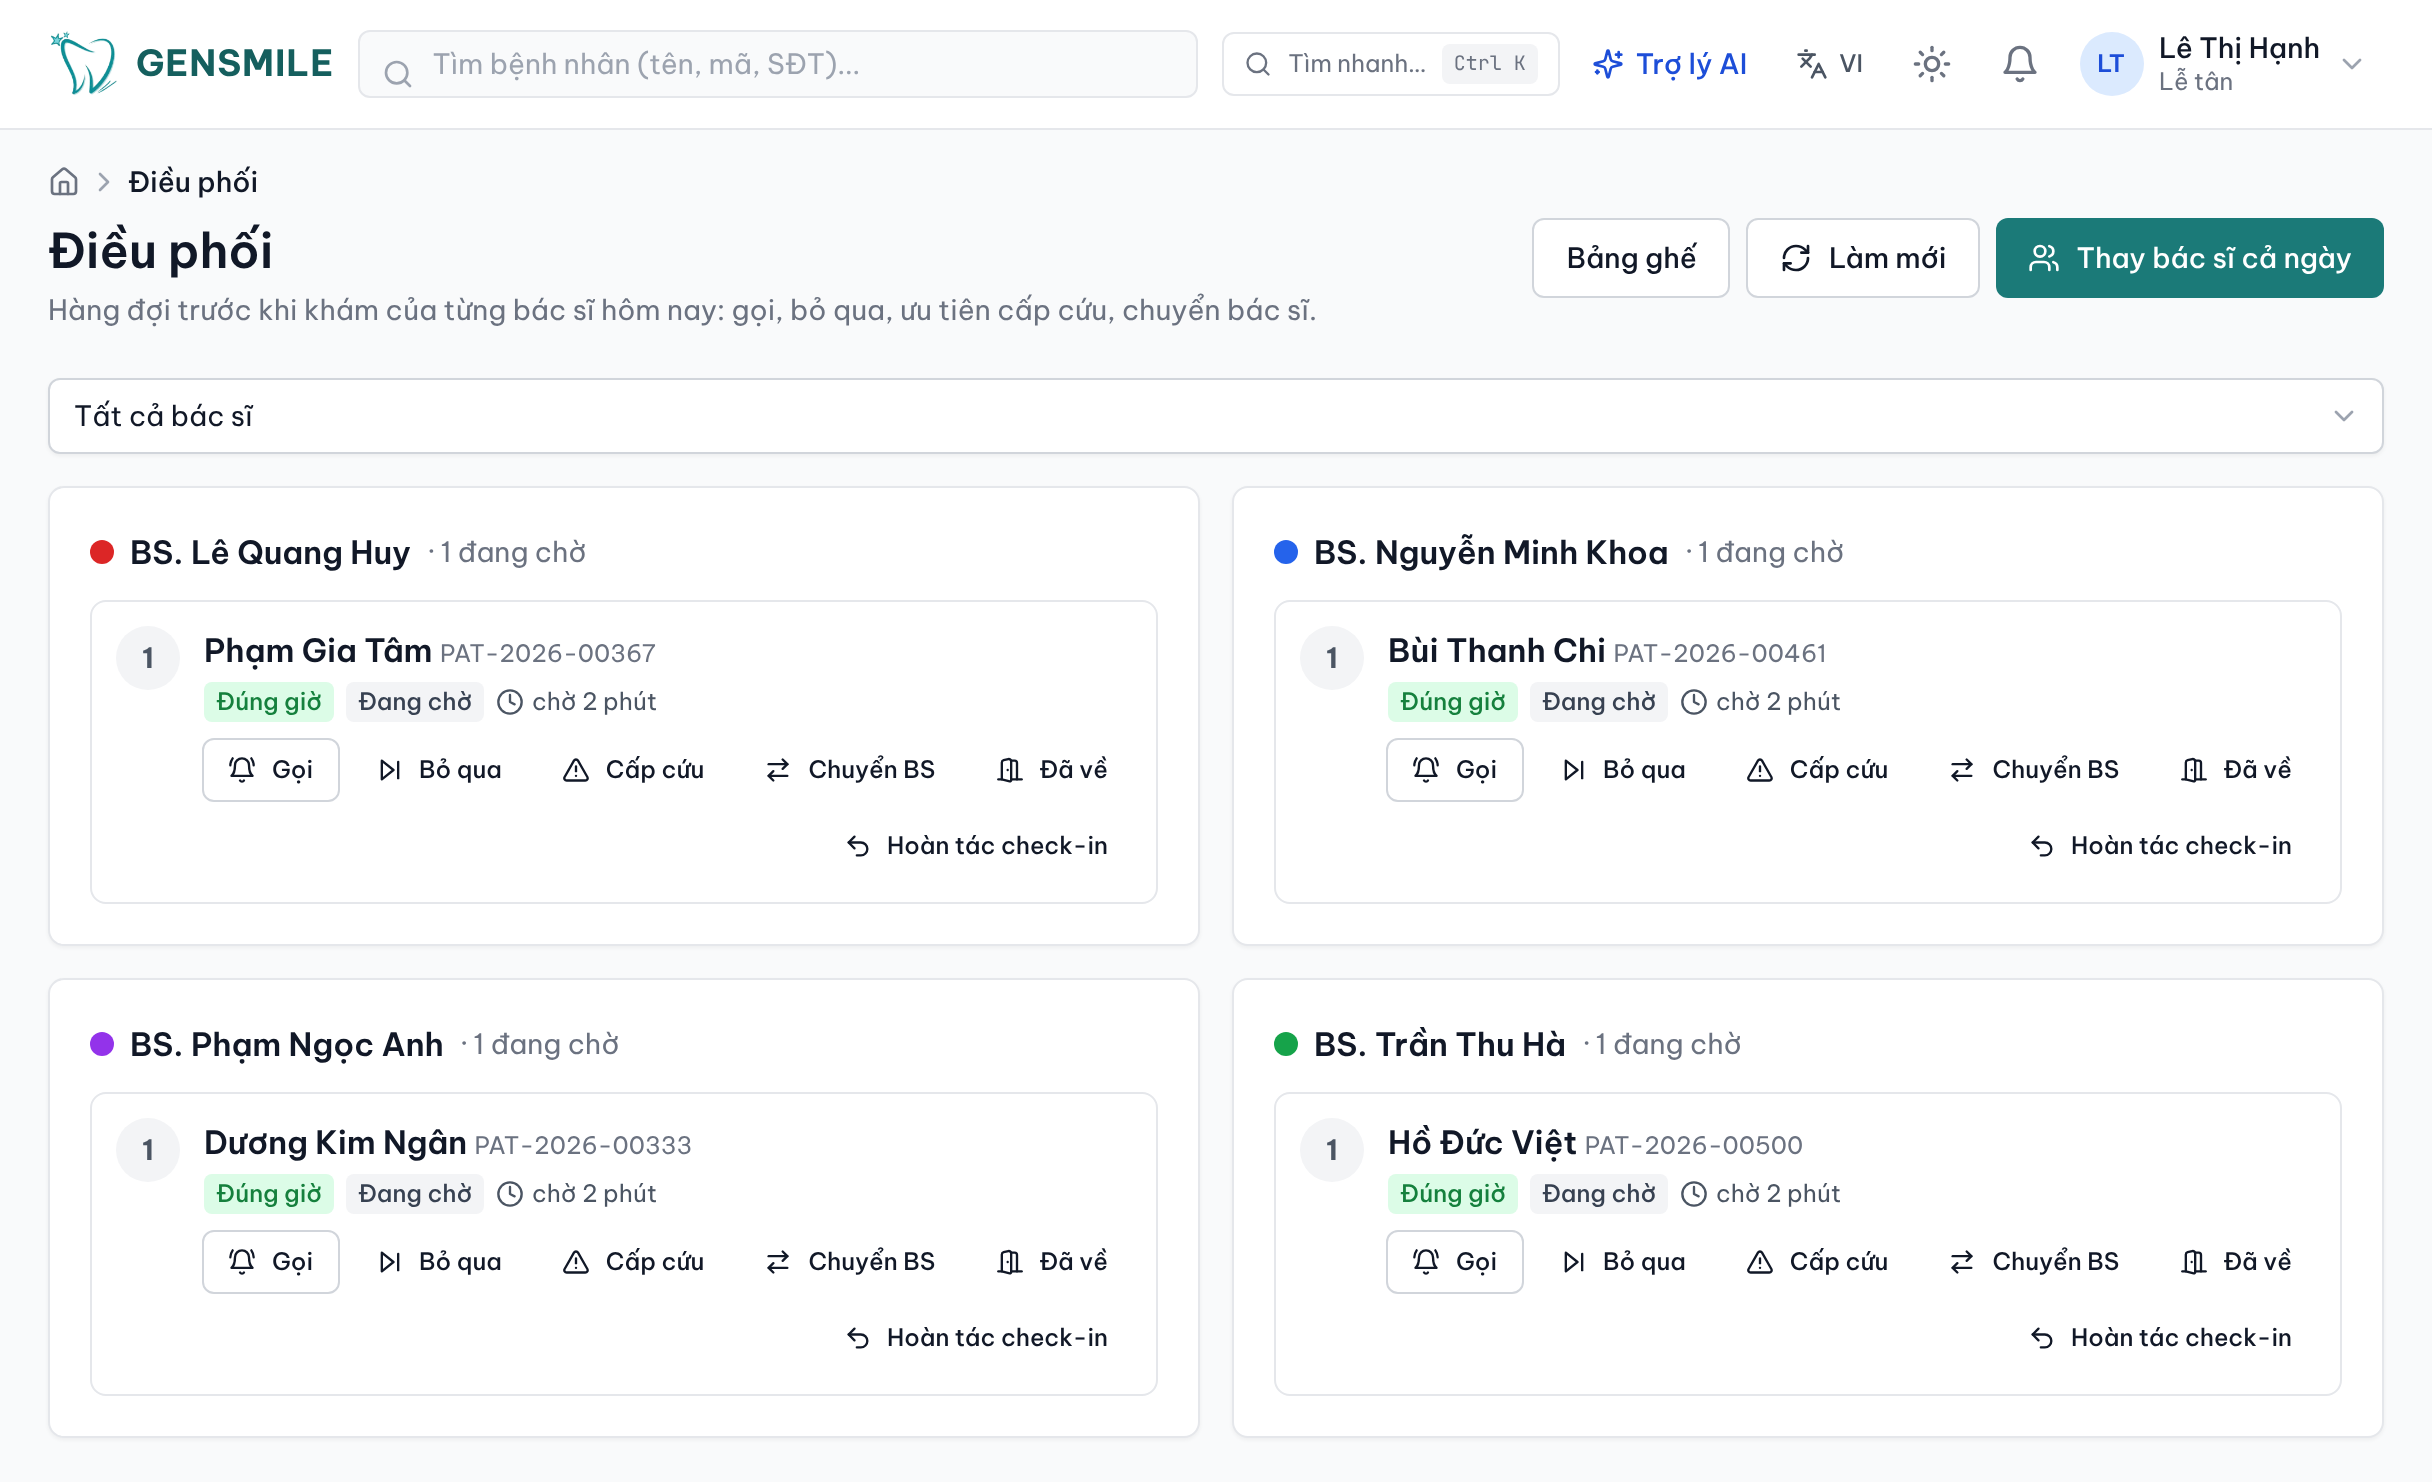 GENSMILE
Tìm bệnh nhân (tên, mã, SĐT)...
Tìm nhanh... Ctrl K
Trợ lý AI
VI
LT
Lê Thị Hạnh
Lễ tân
Điều phối
Điều phối
Hàng đợi trước khi khám của từng bác sĩ hôm nay: gọi, bỏ qua, ưu tiên cấp cứu, chuyển bác sĩ.
Bảng ghế
Làm mới
Thay bác sĩ cả ngày
Tất cả bác sĩ
BS. Lê Quang Huy · 1 đang chờ
1
Phạm Gia Tâm PAT-2026-00367
Đúng giờ Đang chờ chờ 2 phút
Gọi Bỏ qua Cấp cứu Chuyển BS Đã về
Hoàn tác check-in
BS. Nguyễn Minh Khoa · 1 đang chờ
1
Bùi Thanh Chi PAT-2026-00461
Đúng giờ Đang chờ chờ 2 phút
Gọi Bỏ qua Cấp cứu Chuyển BS Đã về
Hoàn tác check-in
BS. Phạm Ngọc Anh · 1 đang chờ
1
Dương Kim Ngân PAT-2026-00333
Đúng giờ Đang chờ chờ 2 phút
Gọi Bỏ qua Cấp cứu Chuyển BS Đã về
Hoàn tác check-in
BS. Trần Thu Hà · 1 đang chờ
1
Hồ Đức Việt PAT-2026-00500
Đúng giờ Đang chờ chờ 2 phút
Gọi Bỏ qua Cấp cứu Chuyển BS Đã về
Hoàn tác check-in